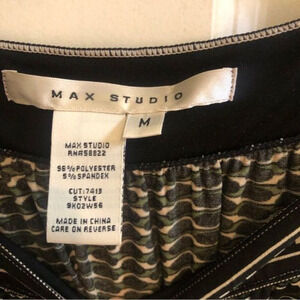 MAX STUDIO
M
MAX STUDIO
RN#58822
95%POLYESTER
5%SPANDEX
CUT:7413
STYLE
9X02W56
MADE IN CHINA
CARE ON REVERSE